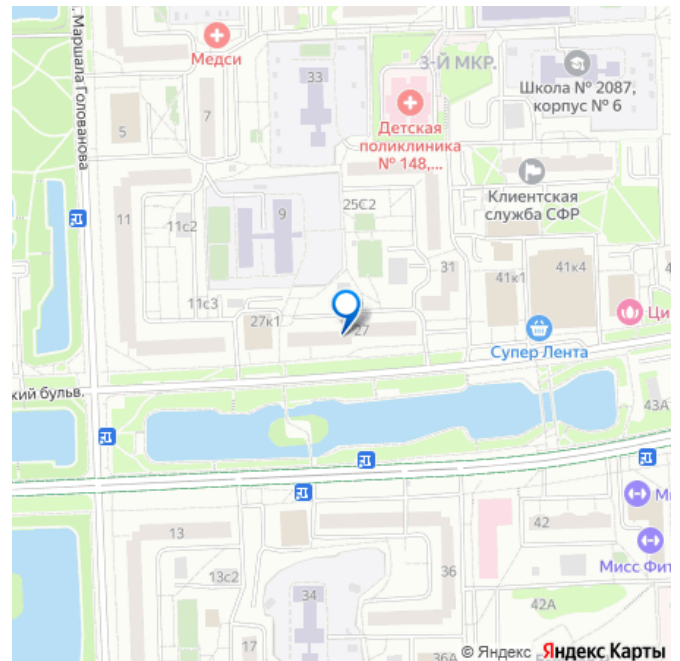 . Маршала Голованова
Медси
3-Й МКР.
33
Школа № 2087,
корпус № 6
7
5
Детская
поликлиника
№ 148,...
Клиентская
служба СФР
25С2
11
11с2
9
31
41к1
41к4
4
11с3
27к1
27
Ци
Супер Лента
кий бульв.
43А
М
13
42
13с2
36
Мисс Фит
34
42А
17
36А
© Яндекс Яндекс Карты